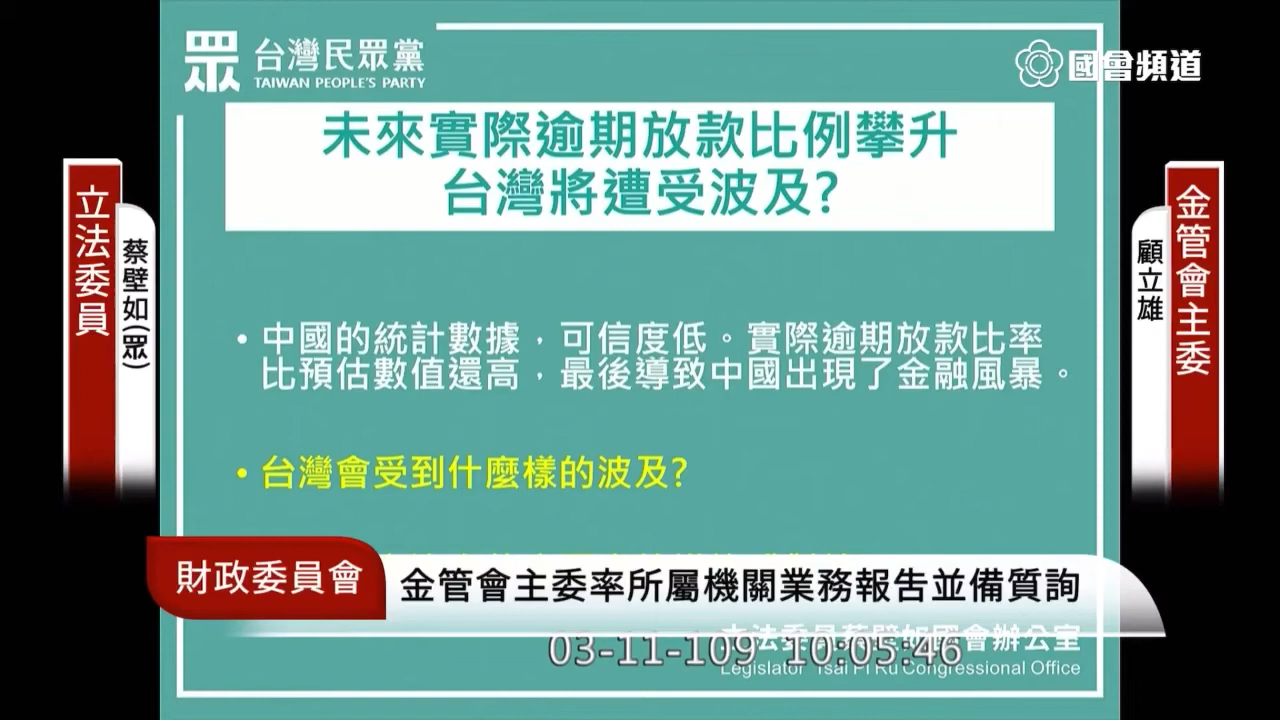 眾 台灣民眾黨
TAIWAN PEOPLE'S PARTY
國會頻道
未來實際逾期放款比例攀升
台灣將遭受波及?
立法委員
蔡壁如(眾)
金管會主委
顧立雄
• 中國的統計數據，可信度低。實際逾期放款比率
比預估數值還高，最後導致中國出現了金融風暴。
• 台灣會受到什麼樣的波及?
財政委員會
金管會主委率所屬機關業務報告並備質詢
立法委員蔡壁如國會辦公室
03-11-109 10:05:46
Legislator Tsai Pi Ru Congressional Office